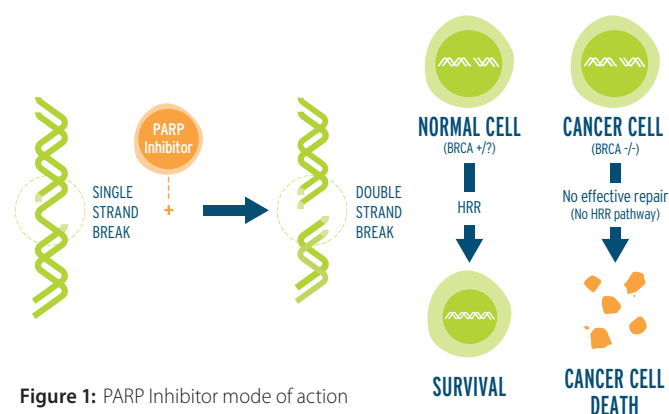 PARP
Inhibitor
SINGLE
STRAND
BREAK
+
DOUBLE
STRAND
BREAK
NORMAL CELL
(BRCA +/?)
HRR
SURVIVAL
CANCER CELL
(BRCA -/-)
No effective repair
(No HRR pathway)
CANCER CELL
DEATH
Figure 1: PARP Inhibitor mode of action